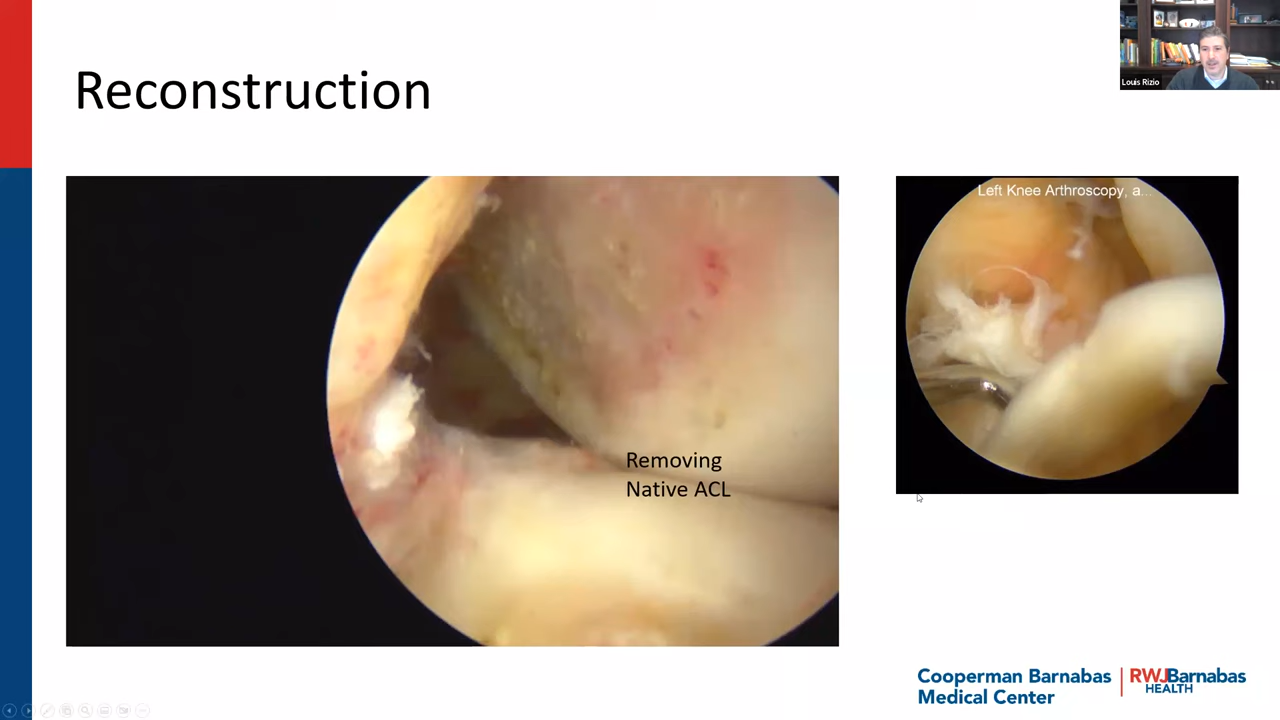 Reconstruction
Louis Rizio
Left Knee Arthroscopy, a...
Removing
Native ACL
Cooperman Barnabas
Medical Center
RWJBarnabas
HEALTH